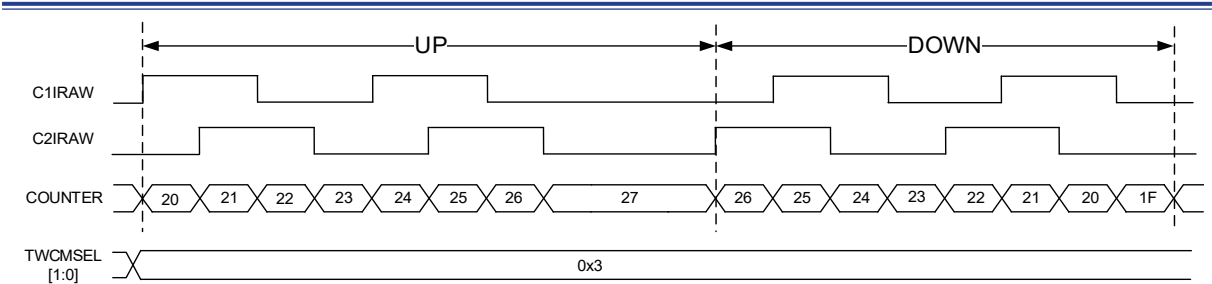 UP DOWN
C1IRAW
C2IRAW
COUNTER 20 21 22 23 24 25 26 27 26 25 24 23 22 21 20 1F
TWCMSEL
[1:0] 0x3